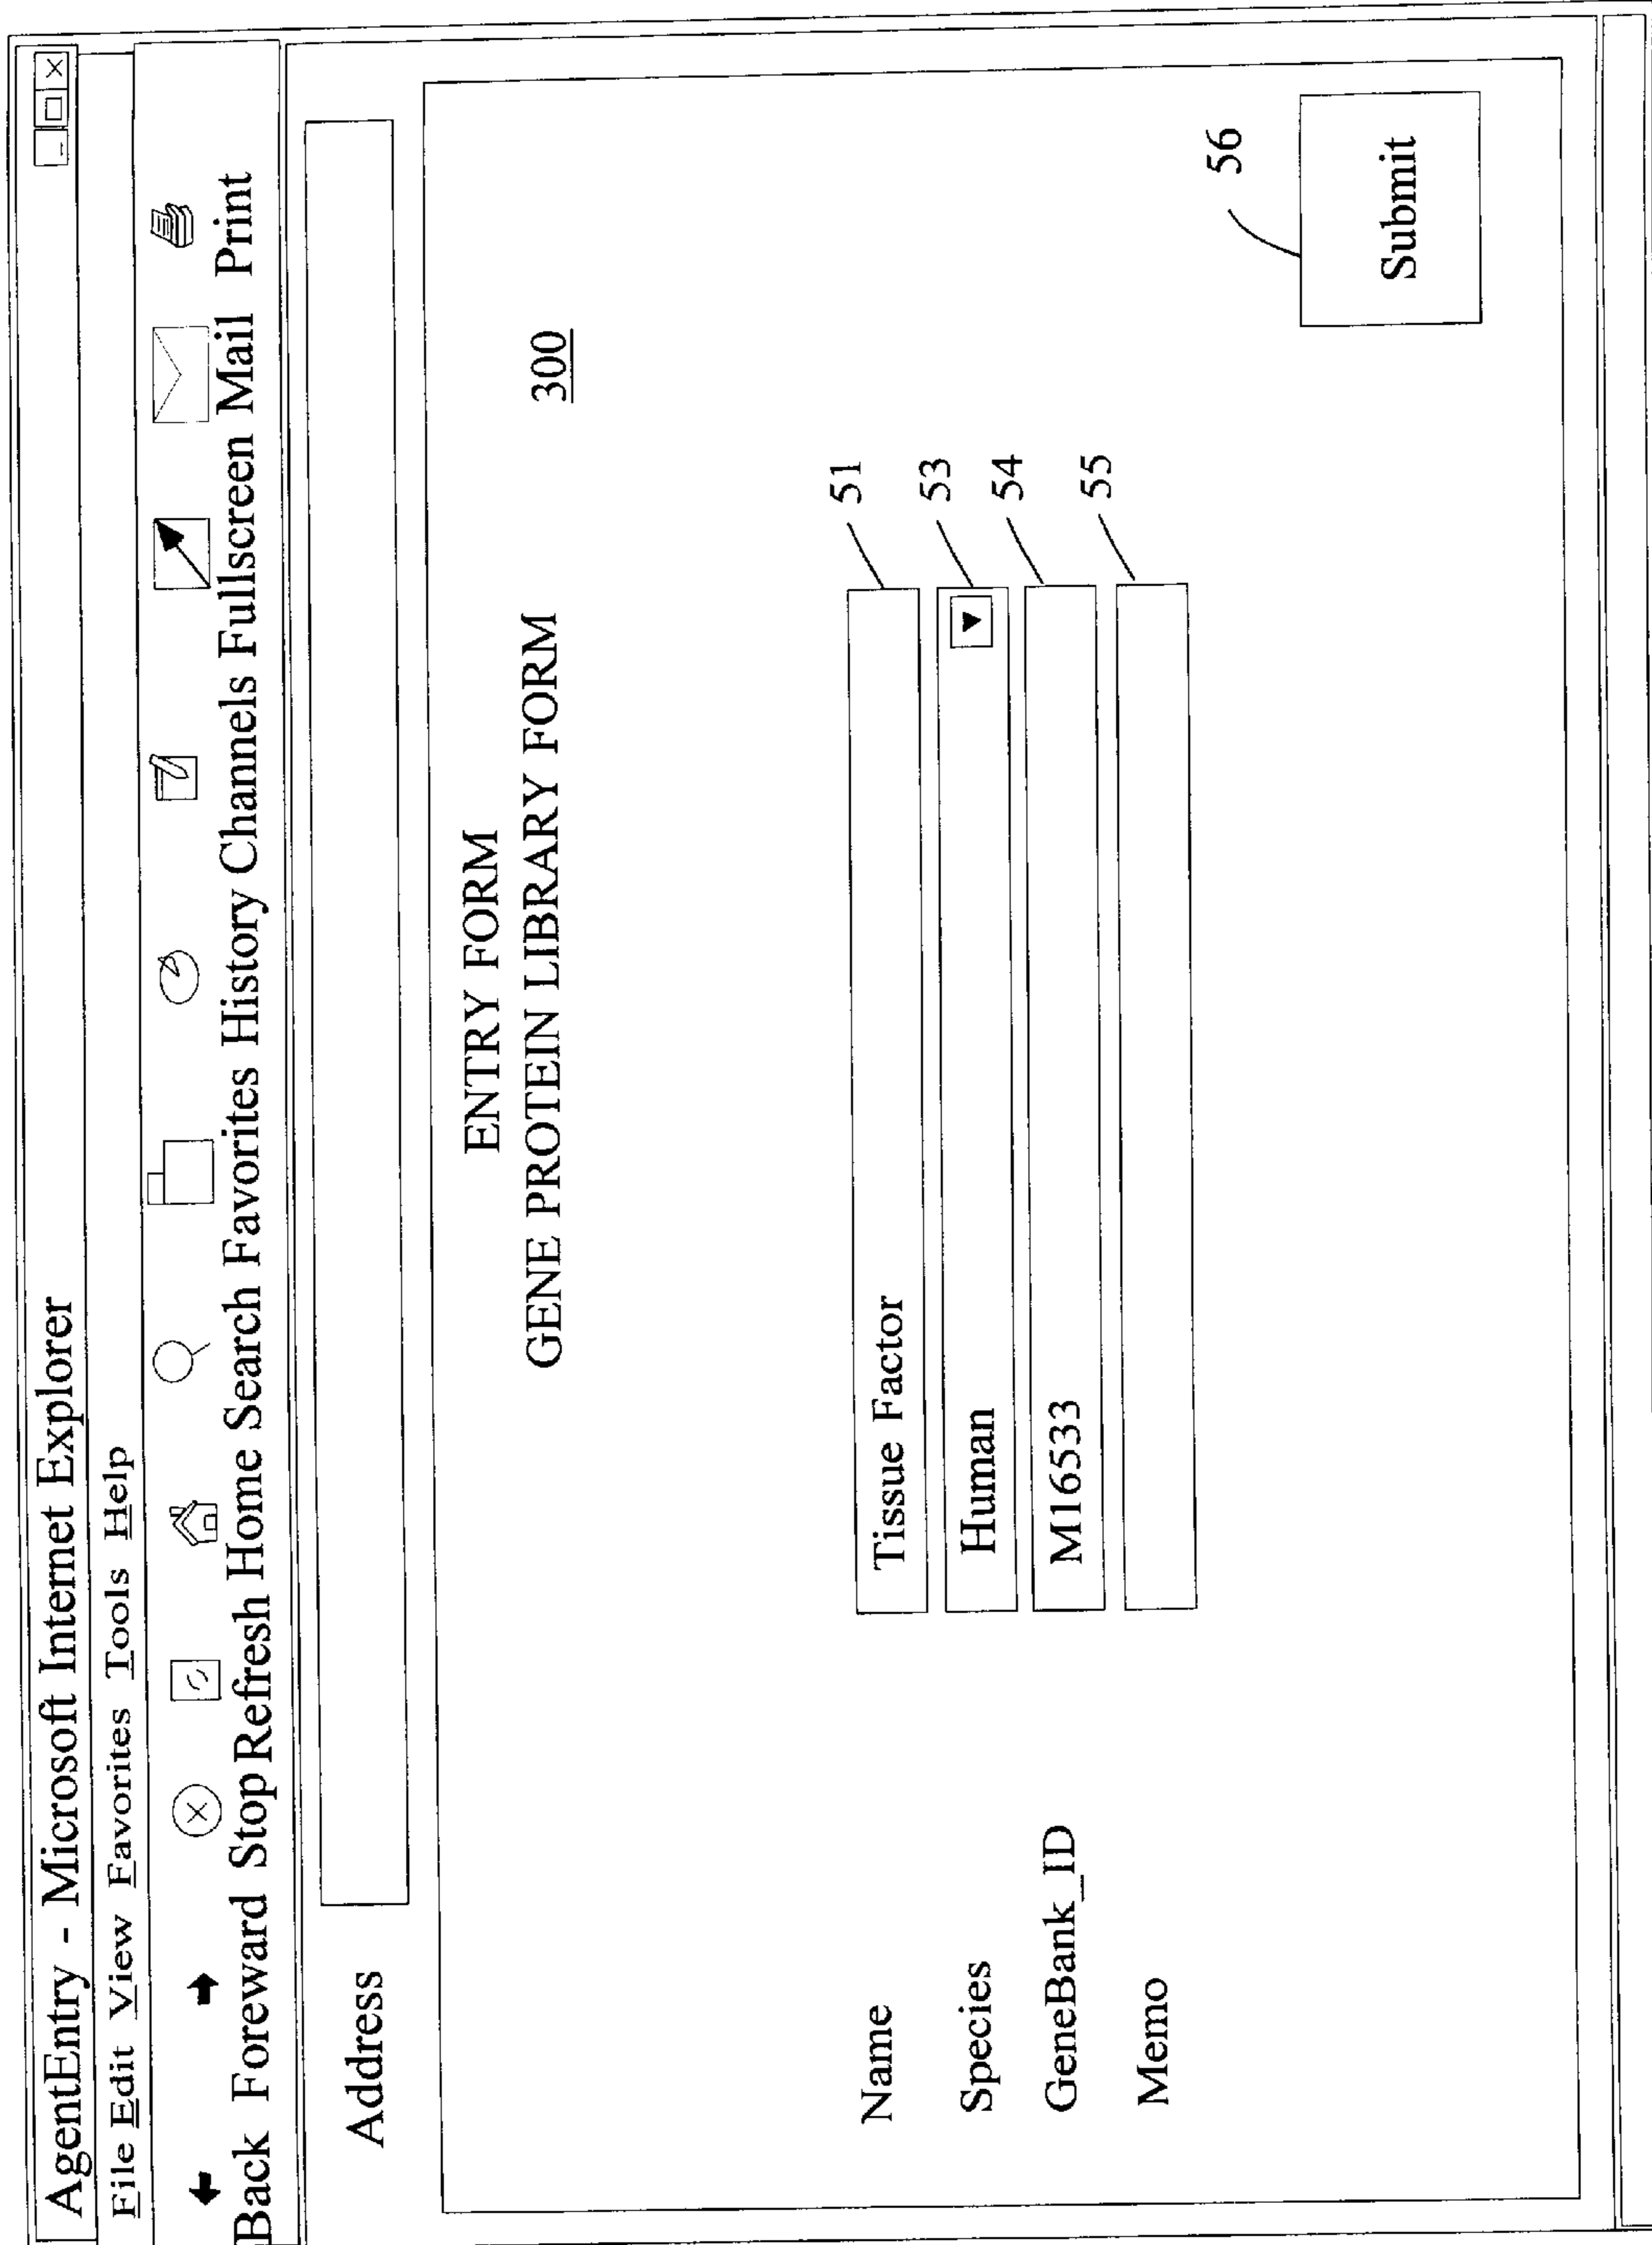 AgentEntry - Microsoft Internet Explorer
File Edit View Favorites Tools Help
Back Foreward Stop Refresh Home Search Favorites History Channels Fullscreen Mail Print
Address
ENTRY FORM
GENE PROTEIN LIBRARY FORM
300
Name Tissue Factor 51
Species Human 53
GeneBank_ID M16533 54
Memo 55
56
Submit